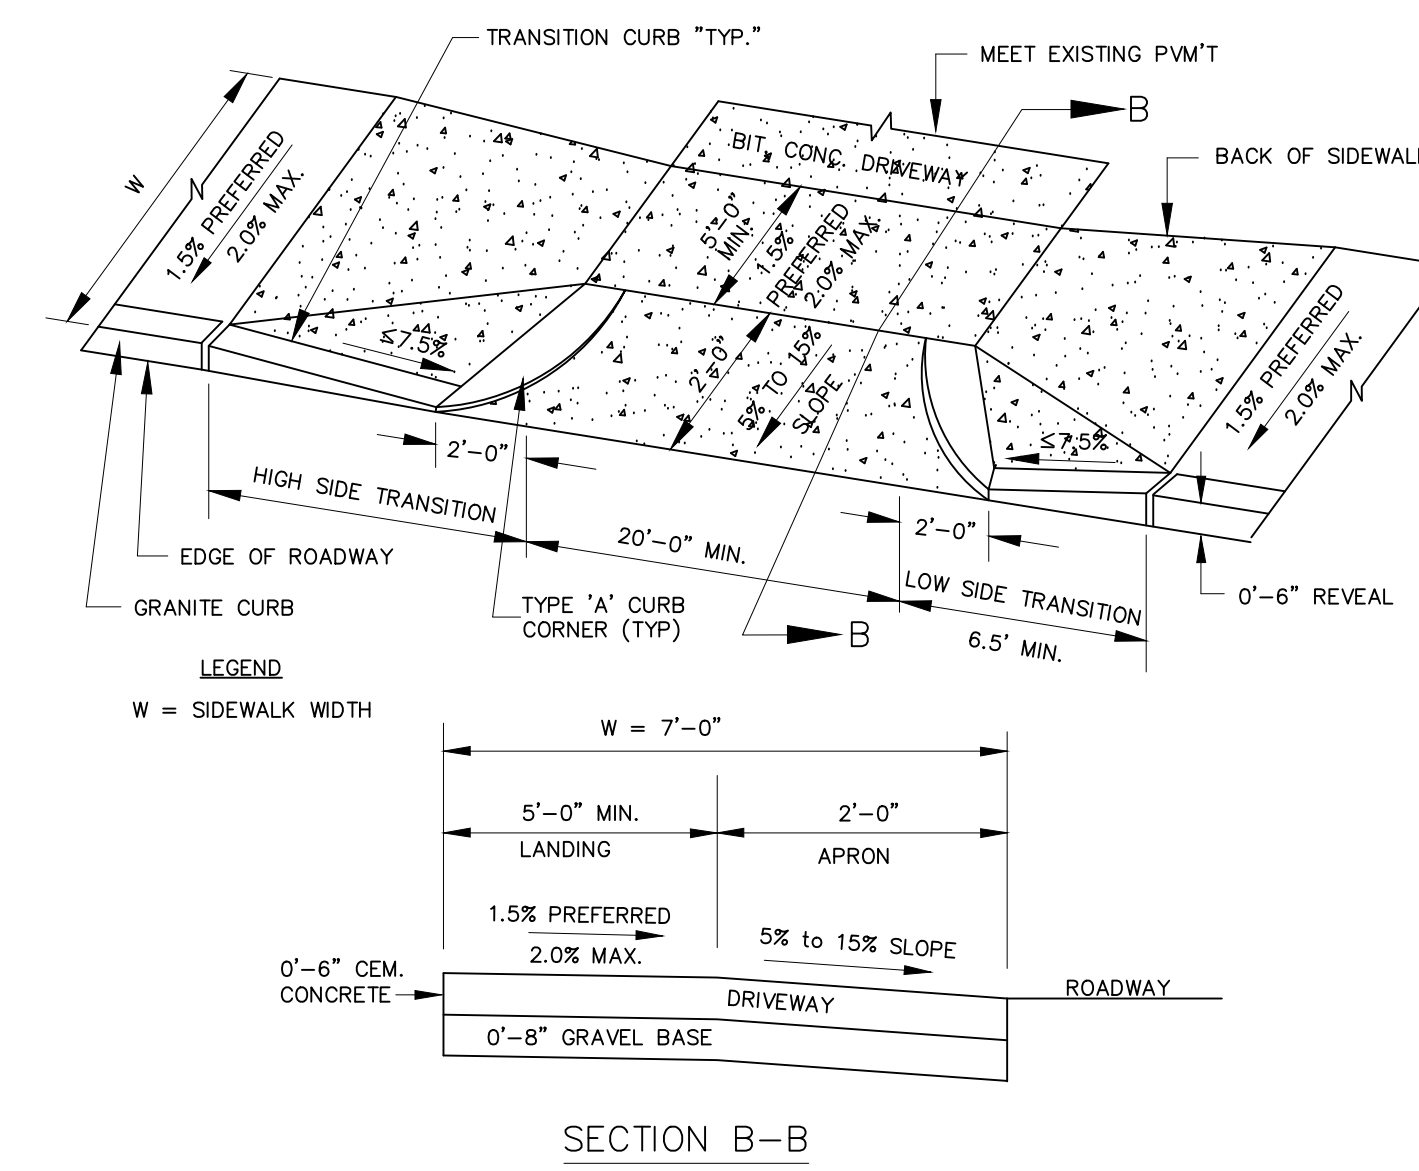 TRANSITION CURB "TYP."
MEET EXISTING PVM'T
B
BACK OF SIDEWALK
BIT. CONC. DRIVEWAY
W
1.5% PREFERRED
2.0% MAX.
5'-0"
MIN.
1.5%
PREFERRED
2.0% MAX.
≤7.5%
2'-0"
5% TO 15%
SLOPE
≤7.5%
1.5% PREFERRED
2.0% MAX.
2'-0"
HIGH SIDE TRANSITION
20'-0" MIN.
2'-0"
LOW SIDE TRANSITION
6.5' MIN.
EDGE OF ROADWAY
GRANITE CURB
TYPE 'A' CURB
CORNER (TYP)
B
0'-6" REVEAL
LEGEND
W = SIDEWALK WIDTH
W = 7'-0"
5'-0" MIN.
LANDING
2'-0"
APRON
1.5% PREFERRED
2.0% MAX.
5% to 15% SLOPE
0'-6" CEM.
CONCRETE
DRIVEWAY
ROADWAY
0'-8" GRAVEL BASE
SECTION B-B